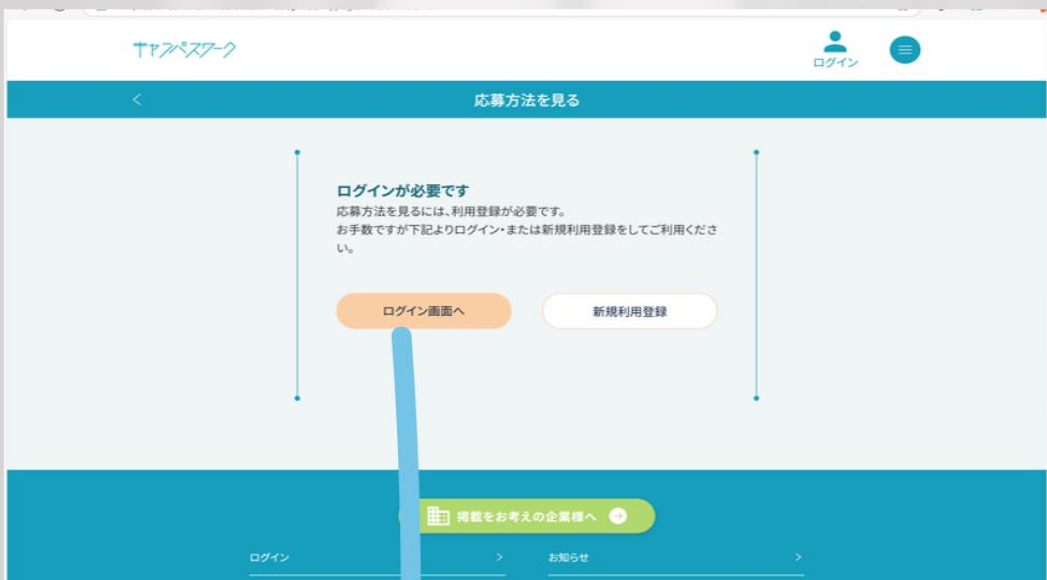 キャンパスワーク
ログイン
応募方法を見る
ログインが必要です
応募方法を見るには、利用登録が必要です。
お手数ですが下記よりログイン・または新規利用登録をしてご利用くださ
い。
ログイン画面へ
新規利用登録
掲載をお考えの企業様へ
ログイン
お知らせ